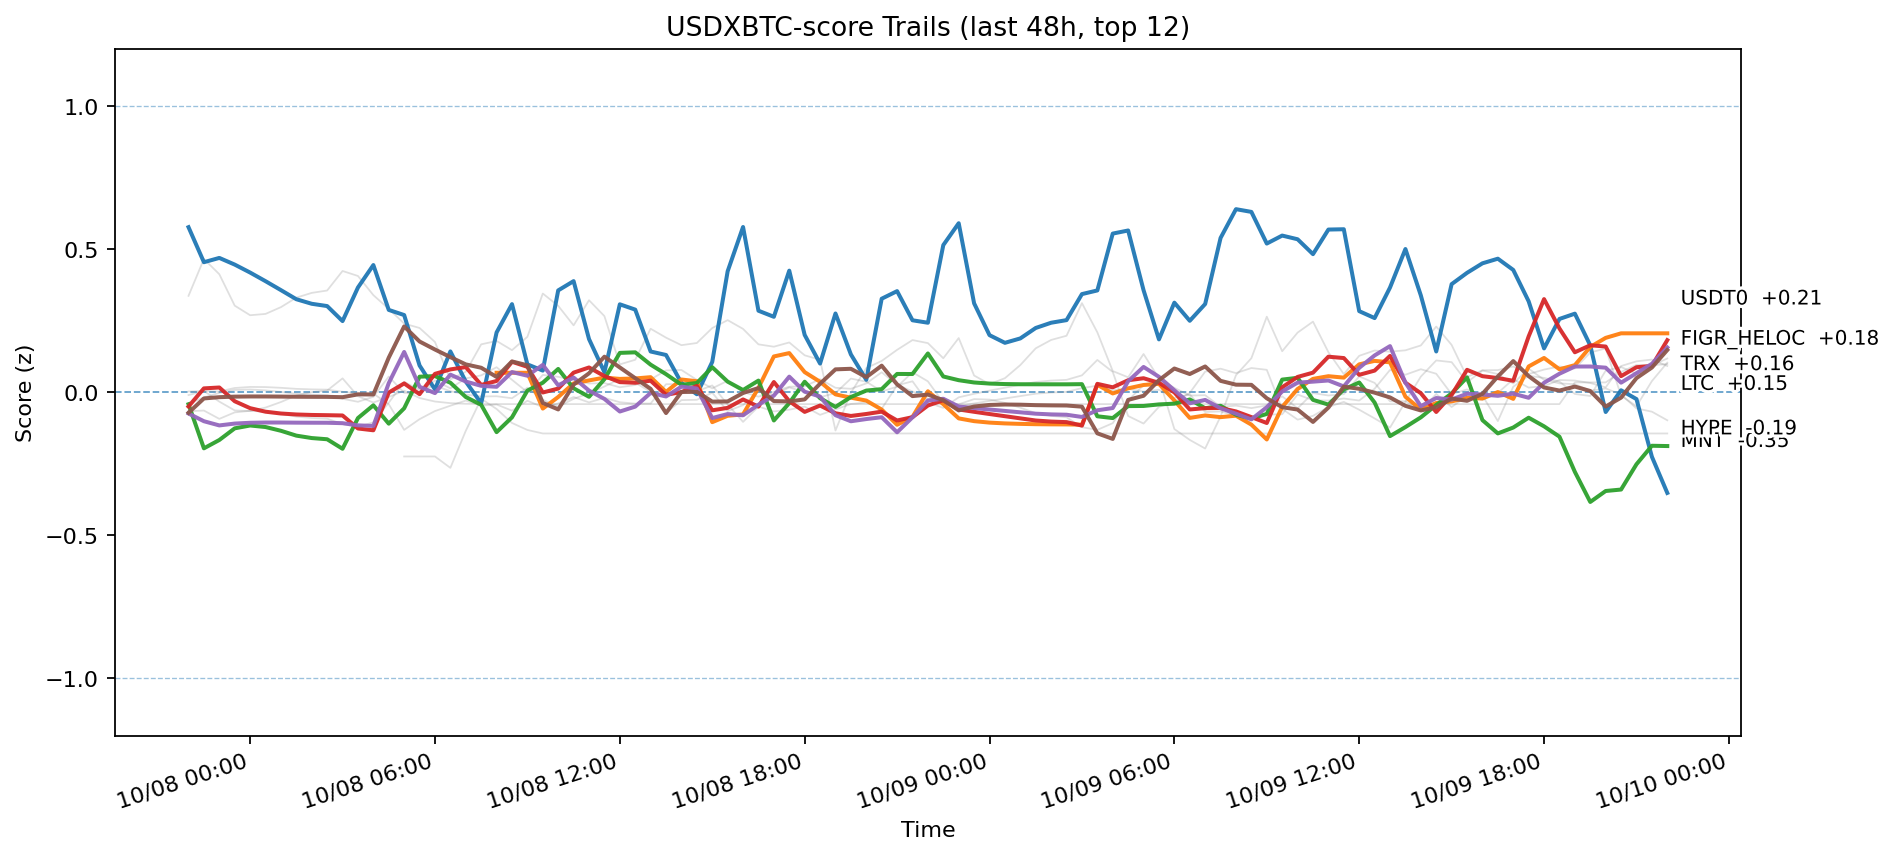 USDXBTC-score Trails (last 48h, top 12)
Score (z)
1.0
0.5
0.0
−0.5
−1.0
USDT0 +0.21
FIGR_HELOC +0.18
TRX +0.16
LTC +0.15
HYPE -0.19
MNT -0.35
10/08 00:00
10/08 06:00
10/08 12:00
10/08 18:00
10/09 00:00
10/09 06:00
10/09 12:00
10/09 18:00
10/10 00:00
Time